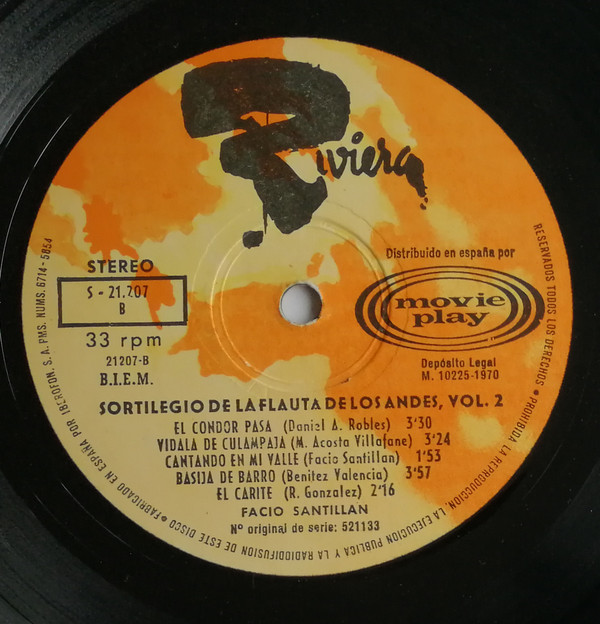 Riviera
STEREO
S - 21.207
B
33 rpm
21207-B
B.I.E.M.
Distribuido en españa por
movie
play
Depósito Legal
M. 10225-1970
SORTILEGIO DE LA FLAUTA DE LOS ANDES, VOL. 2
EL CONDOR PASA (Daniel A. Robles) 3'30
VIDALA DE CULAMPAJA (M. Acosta Villafane) 3'24
CANTANDO EN MI VALLE (Facio Santillan) 1'53
BASIJA DE BARRO (Benitez Valencia) 3'57
EL CARITE (R. Gonzalez) 2'16
FACIO SANTILLAN
Nº original de serie: 521133
RESERVADOS TODOS LOS DERECHOS • PROHIBIDA LA REPRODUCCION, LA EJECUCION PUBLICA Y LA RADIODIFUSION DE ESTE DISCO • FABRICADO EN ESPAÑA POR IBEROFON, S. A. PMS. NUMS. 6714-5854